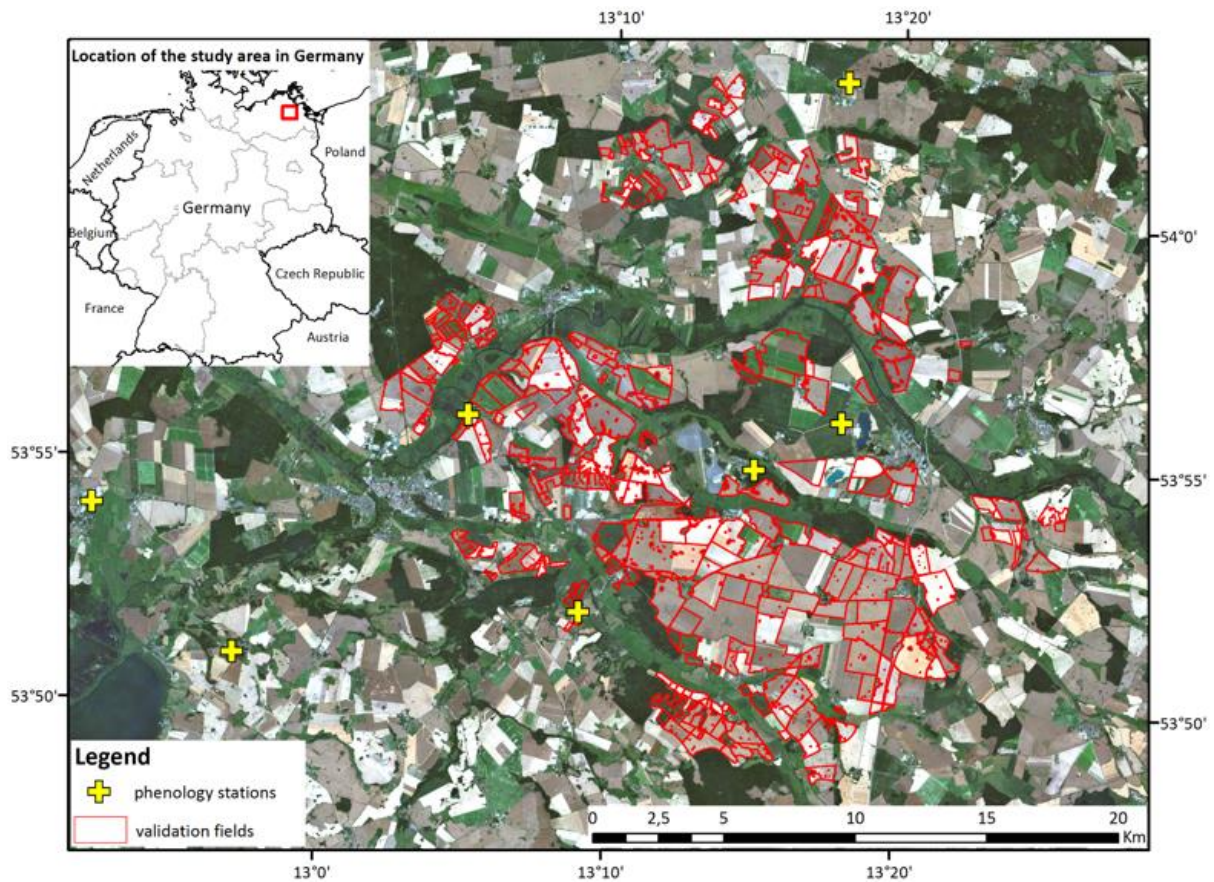 13°10'
13°20'
Location of the study area in Germany
Netherlands
Poland
Germany
Belgium
Czech Republic
France
Austria
54°0'
53°55'
53°55'
53°50'
53°50'
Legend
phenology stations
validation fields
0 2,5 5 10 15 20
Km
13°0'
13°10'
13°20'